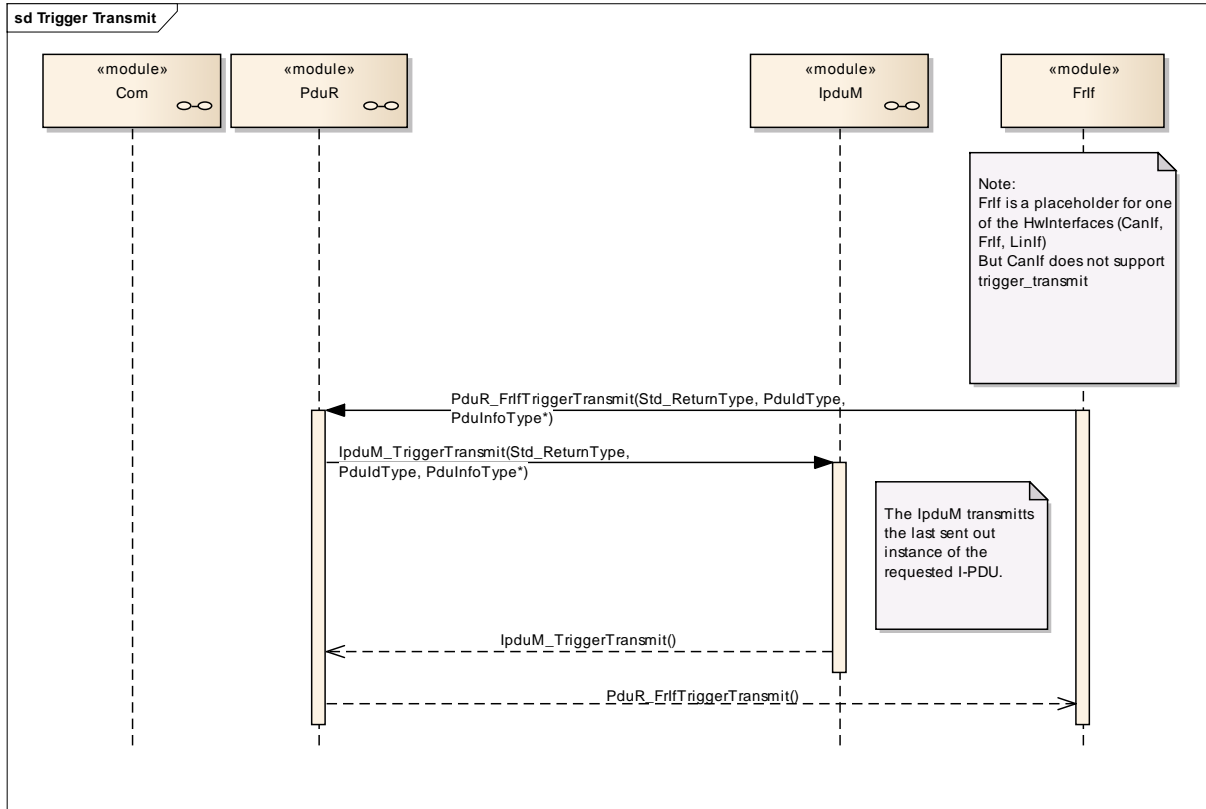 sd Trigger Transmit
«module»
Com
«module»
PduR
«module»
IpduM
«module»
FrIf
Note:
FrIf is a placeholder for one
of the HwInterfaces (CanIf,
FrIf, LinIf)
But CanIf does not support
trigger_transmit
PduR_FrIfTriggerTransmit(Std_ReturnType, PduIdType,
PduInfoType*)
IpduM_TriggerTransmit(Std_ReturnType,
PduIdType, PduInfoType*)
The IpduM transmitts
the last sent out
instance of the
requested I-PDU.
IpduM_TriggerTransmit()
PduR_FrIfTriggerTransmit()